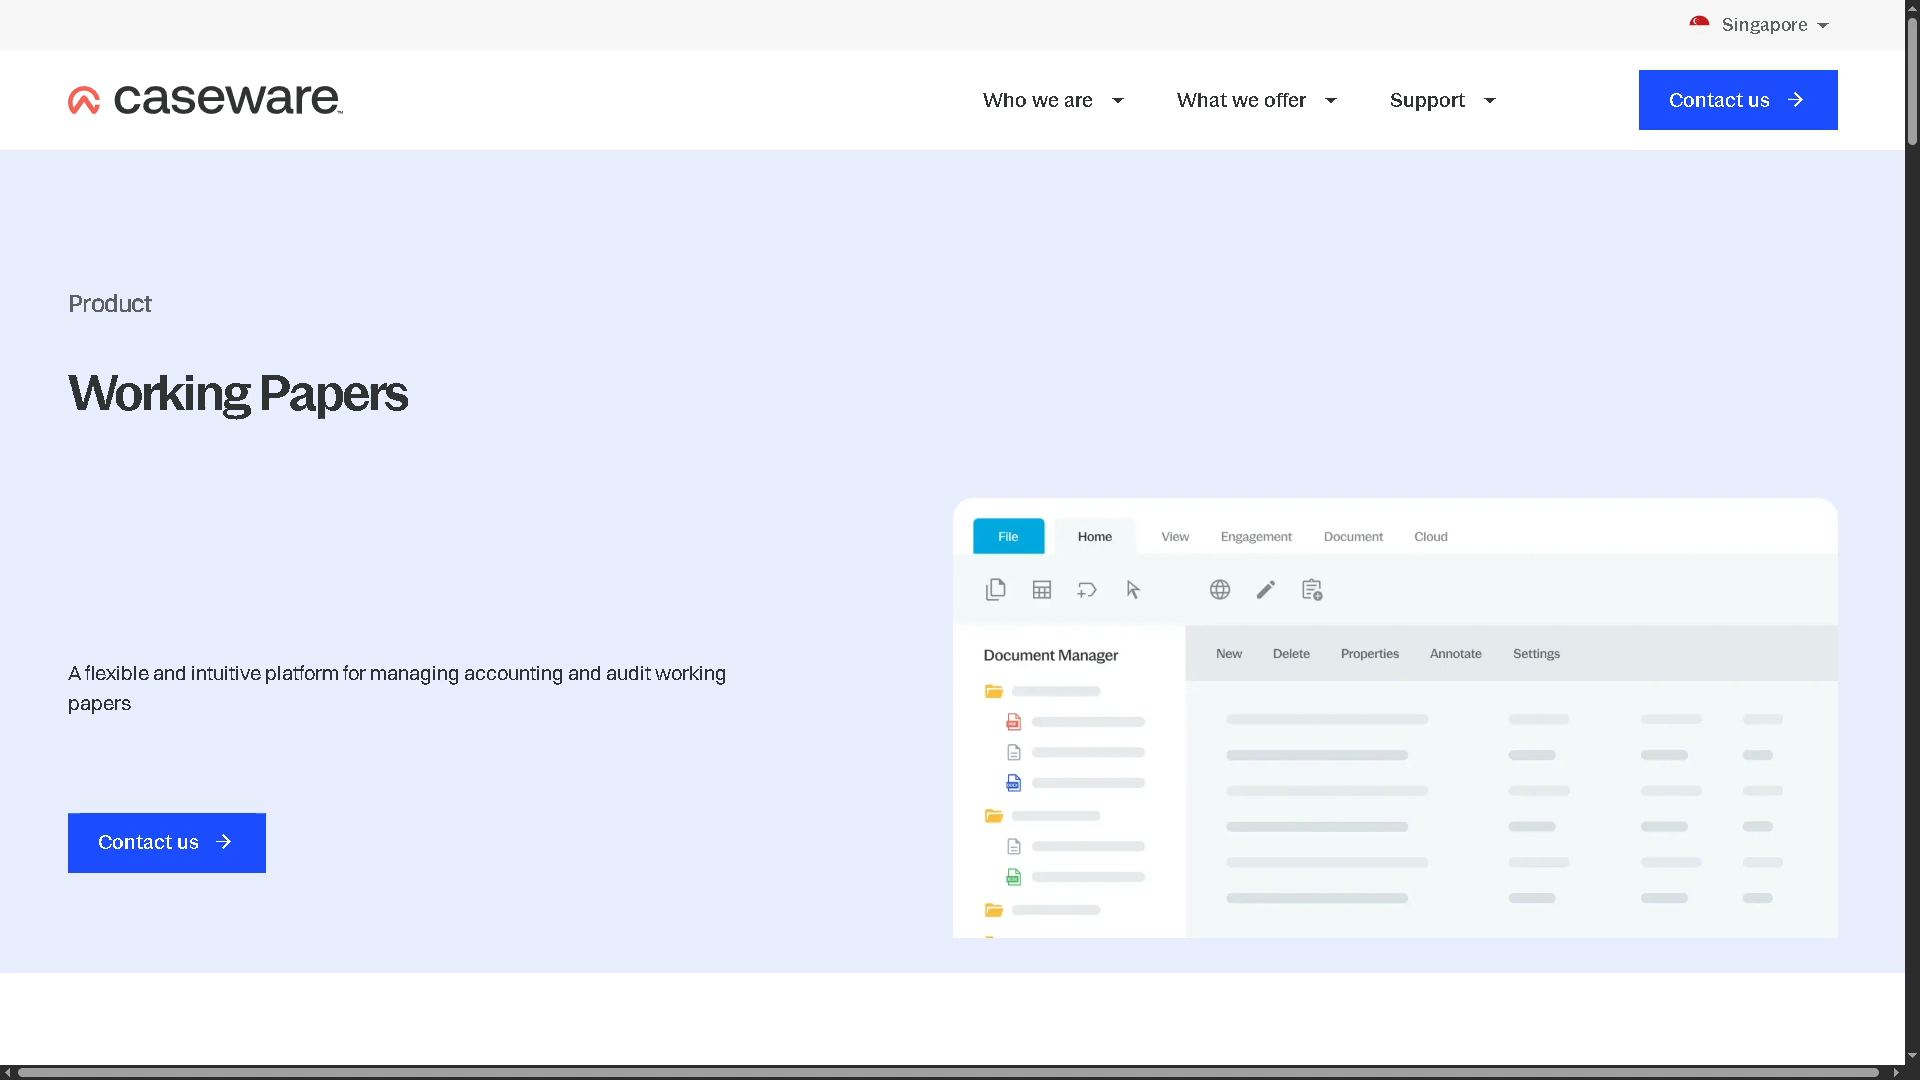 Singapore
caseware™
Who we are
What we offer
Support
Contact us
Product
Working Papers
A flexible and intuitive platform for managing accounting and audit working
papers
Contact us
File
Home
View
Engagement
Document
Cloud
Document Manager
New
Delete
Properties
Annotate
Settings